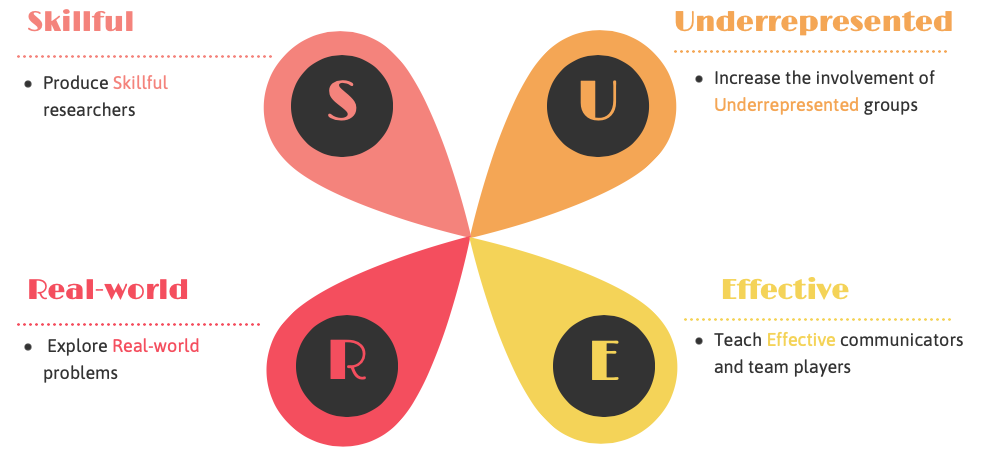 Skillful
Produce Skillful
researchers
S
U
Underrepresented
Increase the involvement of
Underrepresented groups
Real-world
Explore Real-world
problems
R
E
Effective
Teach Effective communicators
and team players